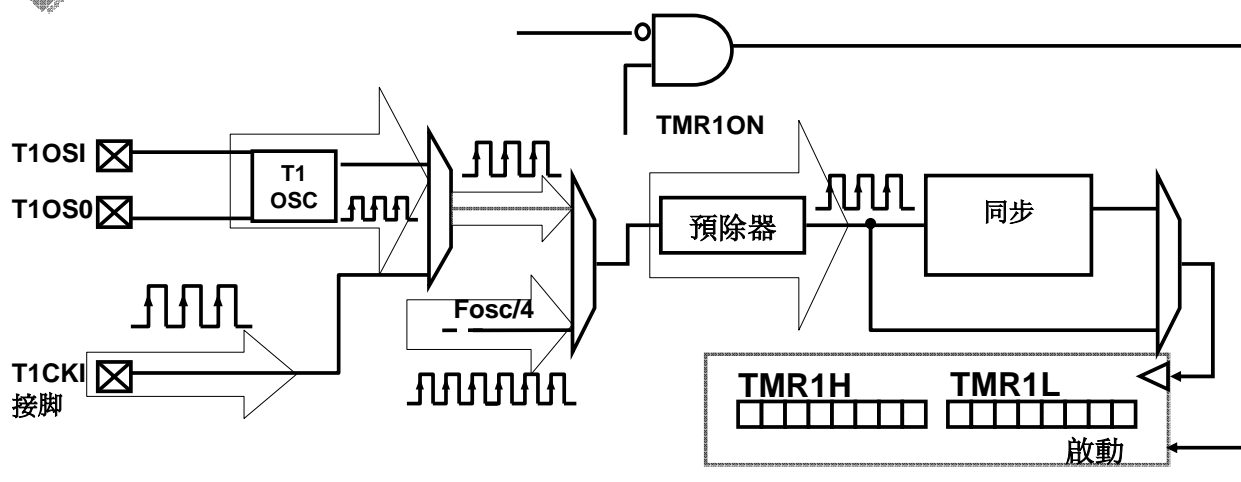 TMR1ON
T1OSI
T1
OSC
T1OS0
預除器
同步
Fosc/4
T1CKI
接脚
TMR1H
TMR1L
啟動